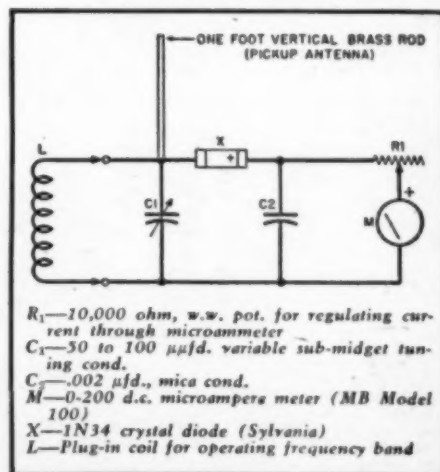 ONE FOOT VERTICAL BRASS ROD
(PICKUP ANTENNA)
L
X
+
R1
C1
C2
+
M
R₁—10,000 ohm, w.w. pot. for regulating cur-
rent through microammeter
C₁—50 to 100 μμfd. variable sub-midget tun-
ing cond.
C₂—.002 μfd., mica cond.
M—0-200 d.c. microampere meter (MB Model
100)
X—1N34 crystal diode (Sylvania)
L—Plug-in coil for operating frequency band